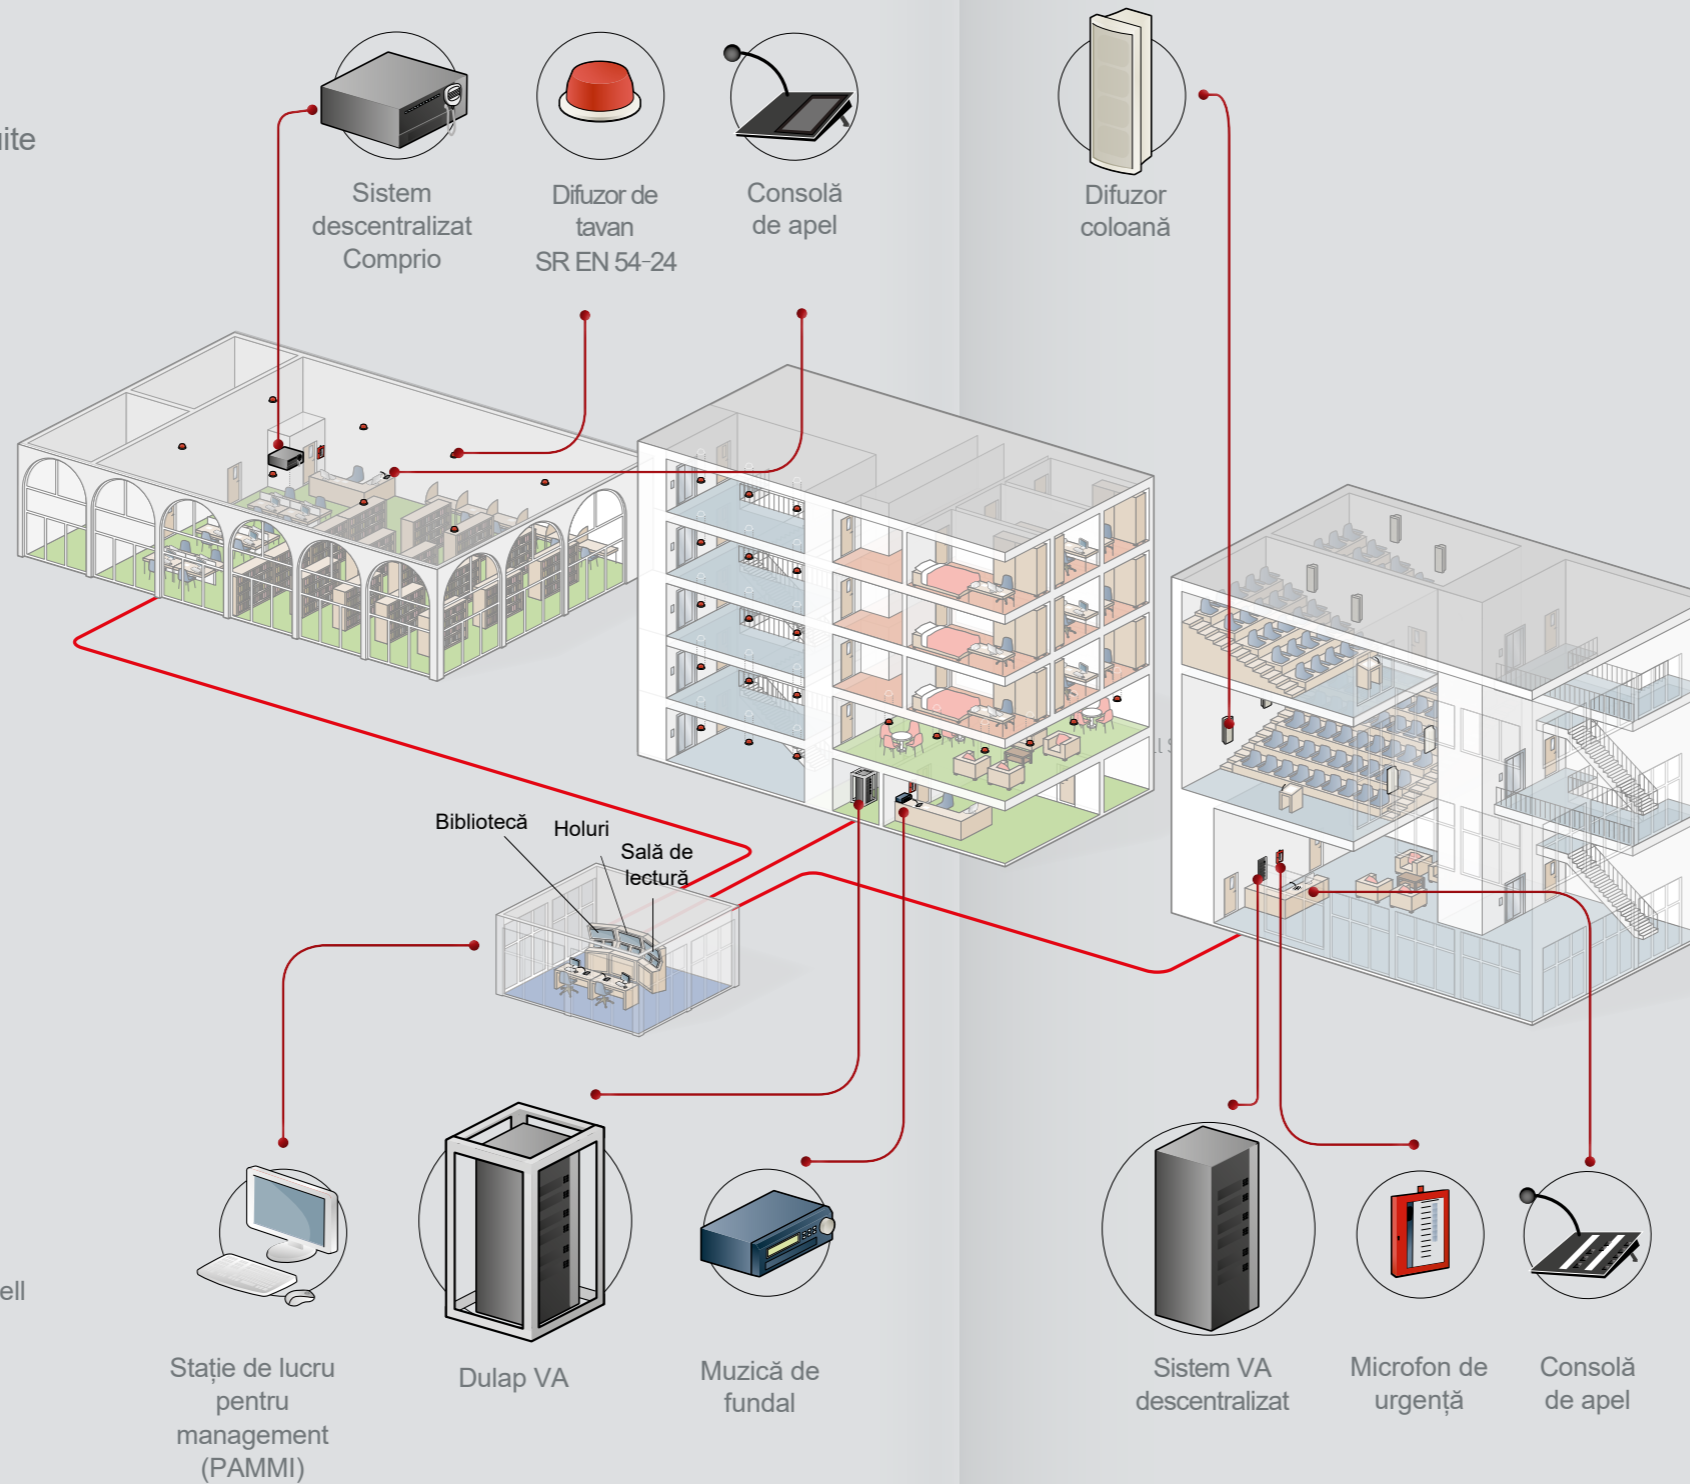 uite
Sistem
descentralizat
Comprio
Difuzor de
tavan
SR EN 54-24
Consolă
de apel
Difuzor
coloană
Bibliotecă
Holuri
Sală de
lectură
ell
Stație de lucru
pentru
management
(PAMMI)
Dulap VA
Muzică de
fundal
Sistem VA
descentralizat
Microfon de
urgență
Consolă
de apel